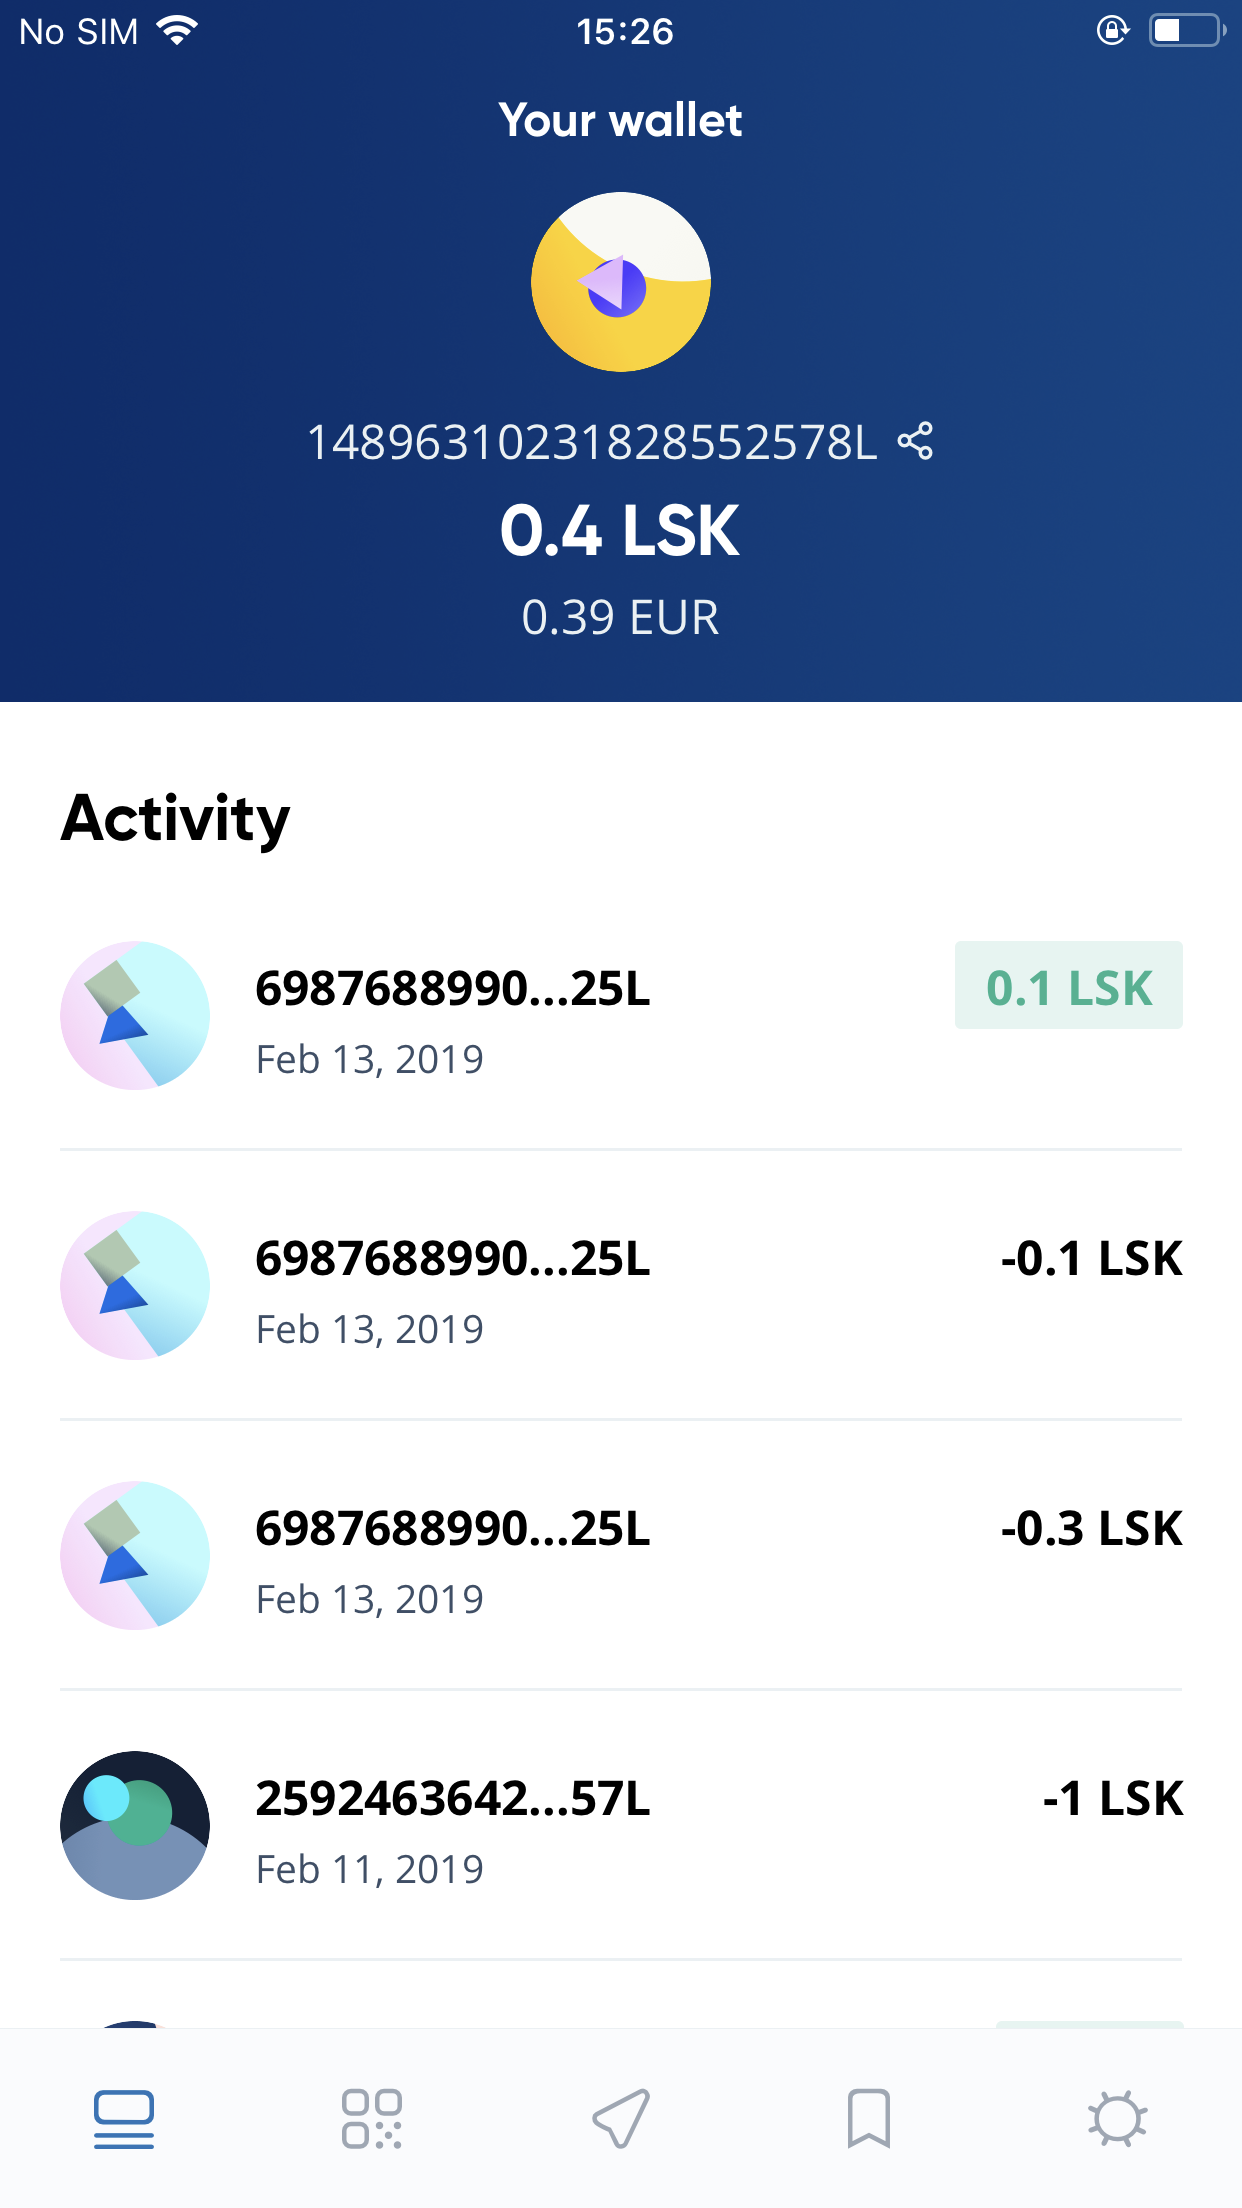 No SIM 15:26
Your wallet
14896310231828552578L
0.4 LSK
0.39 EUR
Activity
6987688990...25L 0.1 LSK
Feb 13, 2019
6987688990...25L -0.1 LSK
Feb 13, 2019
6987688990...25L -0.3 LSK
Feb 13, 2019
2592463642...57L -1 LSK
Feb 11, 2019